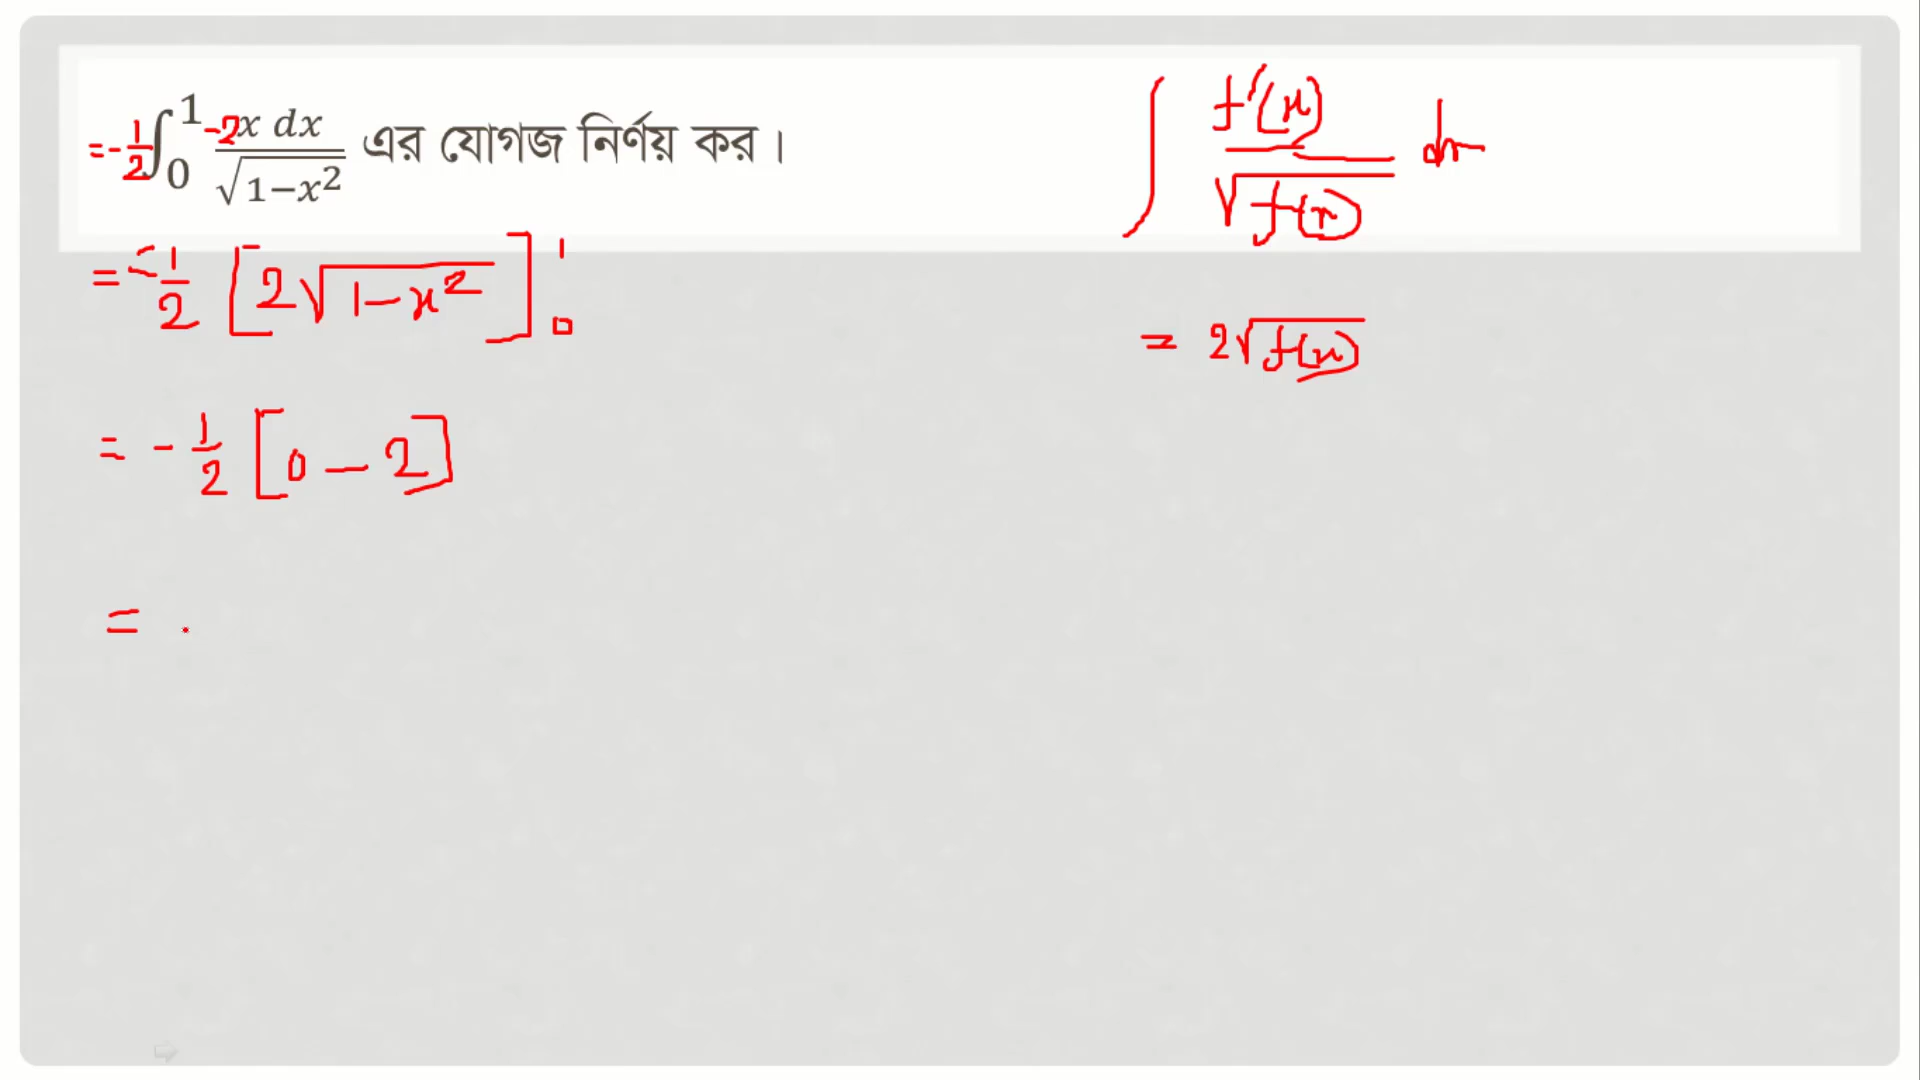 = -1/2 ∫₀¹ -2x dx / √(1−x²) এর যোগজ নির্ণয় কর ।
∫ f'(x) / √f(x) dx
= -1/2 [2√(1−x²)]₀¹
= 2√f(x)
= -1/2 [0 − 2]
= .